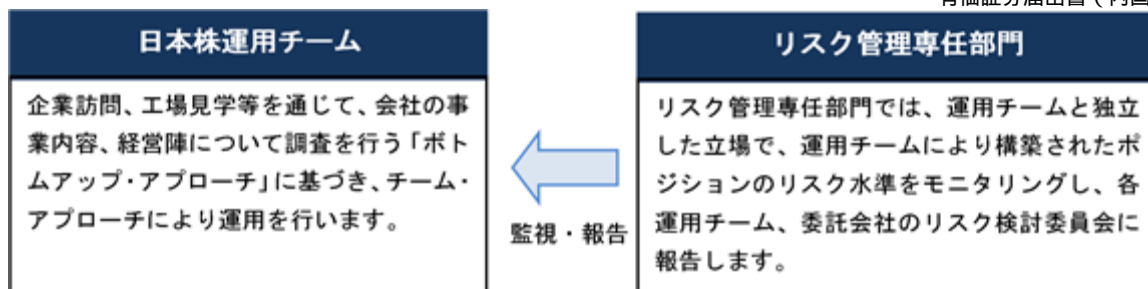 日本株運用チーム
企業訪問、工場見学等を通じて、会社の事
業内容、経営陣について調査を行う「ボト
ムアップ・アプローチ」に基づき、チーム・
アプローチにより運用を行います。
監視・報告
リスク管理専任部門
リスク管理専任部門では、運用チームと独立
した立場で、運用チームにより構築されたポ
ジションのリスク水準をモニタリングし、各
運用チーム、委託会社のリスク検討委員会に
報告します。